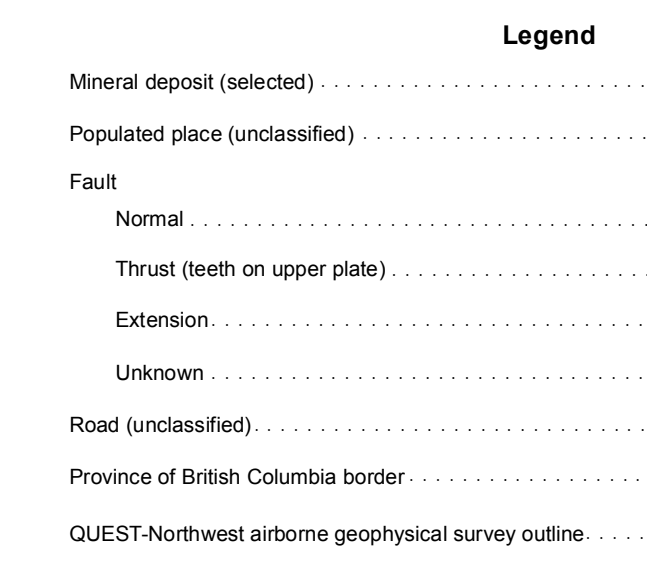 Legend
Mineral deposit (selected) . . . . . . . . . . . . . . . . . . . . . . . . .
Populated place (unclassified) . . . . . . . . . . . . . . . . . . . . . .
Fault
Normal . . . . . . . . . . . . . . . . . . . . . . . . . . . . . . . . . . .
Thrust (teeth on upper plate) . . . . . . . . . . . . . . . . . . . .
Extension . . . . . . . . . . . . . . . . . . . . . . . . . . . . . . . . .
Unknown . . . . . . . . . . . . . . . . . . . . . . . . . . . . . . . . .
Road (unclassified) . . . . . . . . . . . . . . . . . . . . . . . . . . . . . .
Province of British Columbia border . . . . . . . . . . . . . . . . . .
QUEST-Northwest airborne geophysical survey outline . . . . .